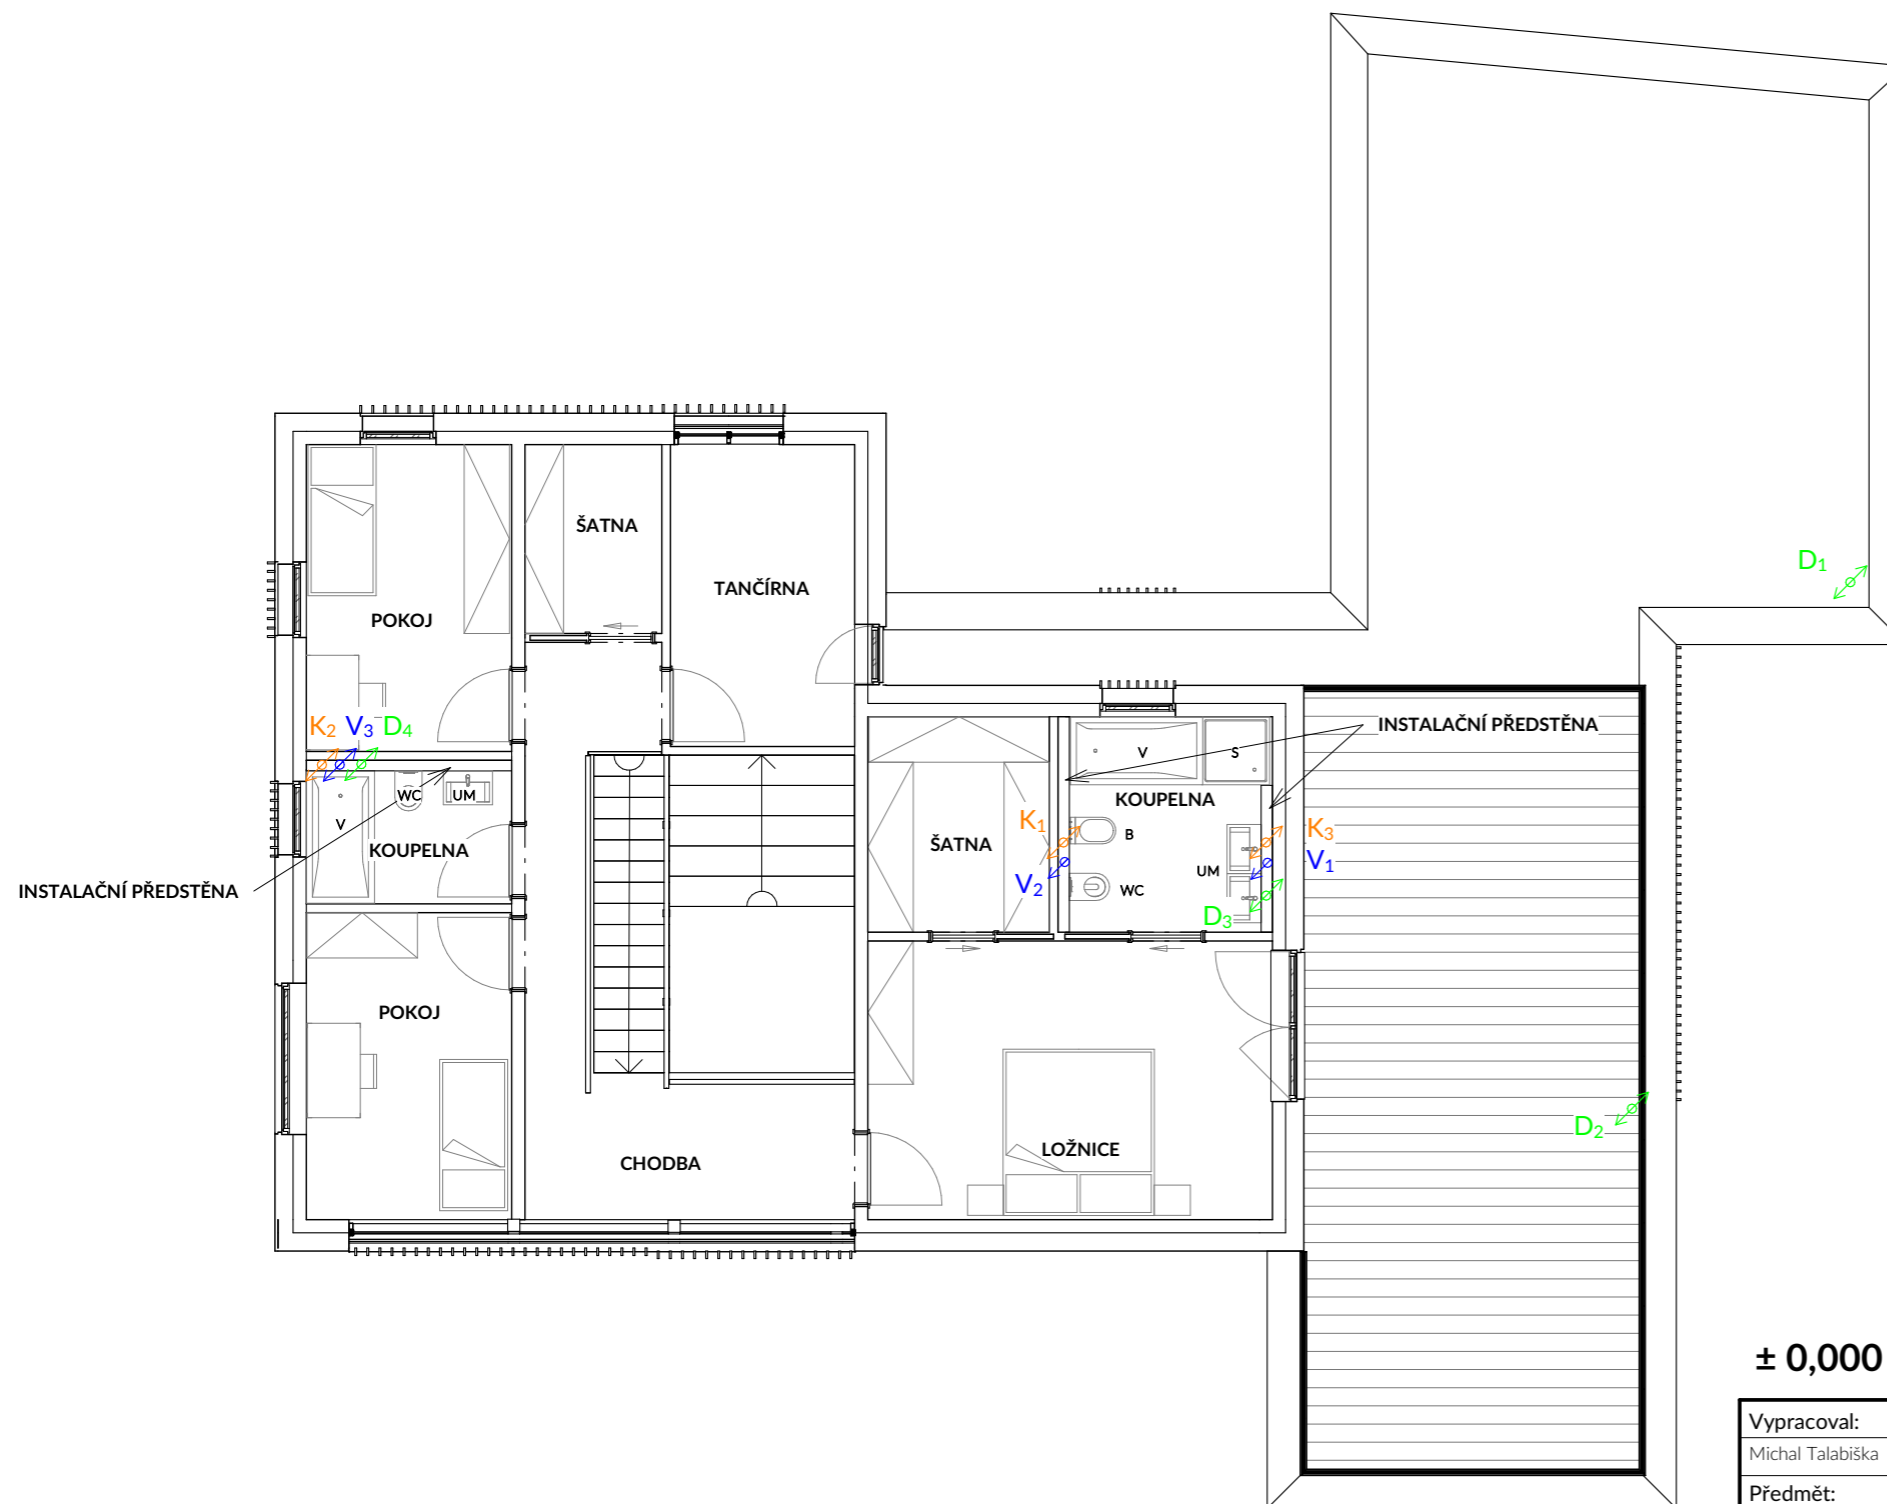 D1
ŠATNA
TANČÍRNA
POKOJ
K2 V3 D4
INSTALAČNÍ PŘEDSTĚNA
V
S
WC
UM
KOUPELNA
K1
B
K3
V
ŠATNA
KOUPELNA
V1
UM
V2
WC
INSTALAČNÍ PŘEDSTĚNA
D3
POKOJ
D2
LOŽNICE
CHODBA
± 0,000
Vypracoval:
Michal Talabiška
Předmět: